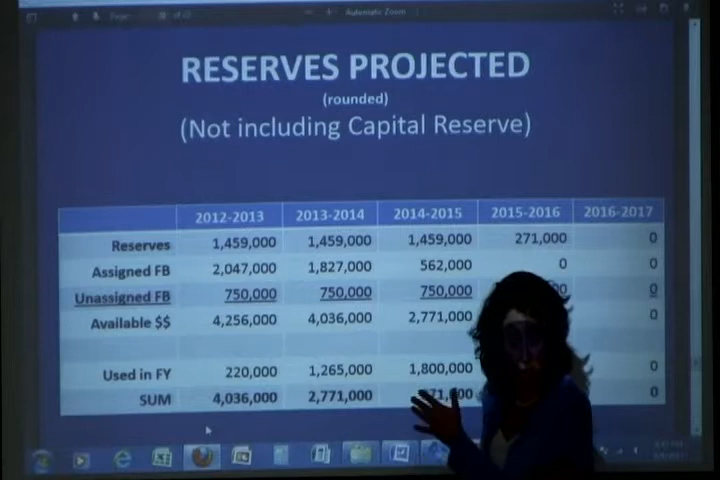 Page:
Automatic Zoom
RESERVES PROJECTED
(rounded)
(Not including Capital Reserve)
2012-2013 2013-2014 2014-2015 2015-2016 2016-2017
Reserves 1,459,000 1,459,000 1,459,000 271,000 0
Assigned FB 2,047,000 1,827,000 562,000 0 0
Unassigned FB 750,000 750,000 750,000 0
Available $$ 4,256,000 4,036,000 2,771,000 0
Used in FY 220,000 1,265,000 1,800,000 0
SUM 4,036,000 2,771,000 0